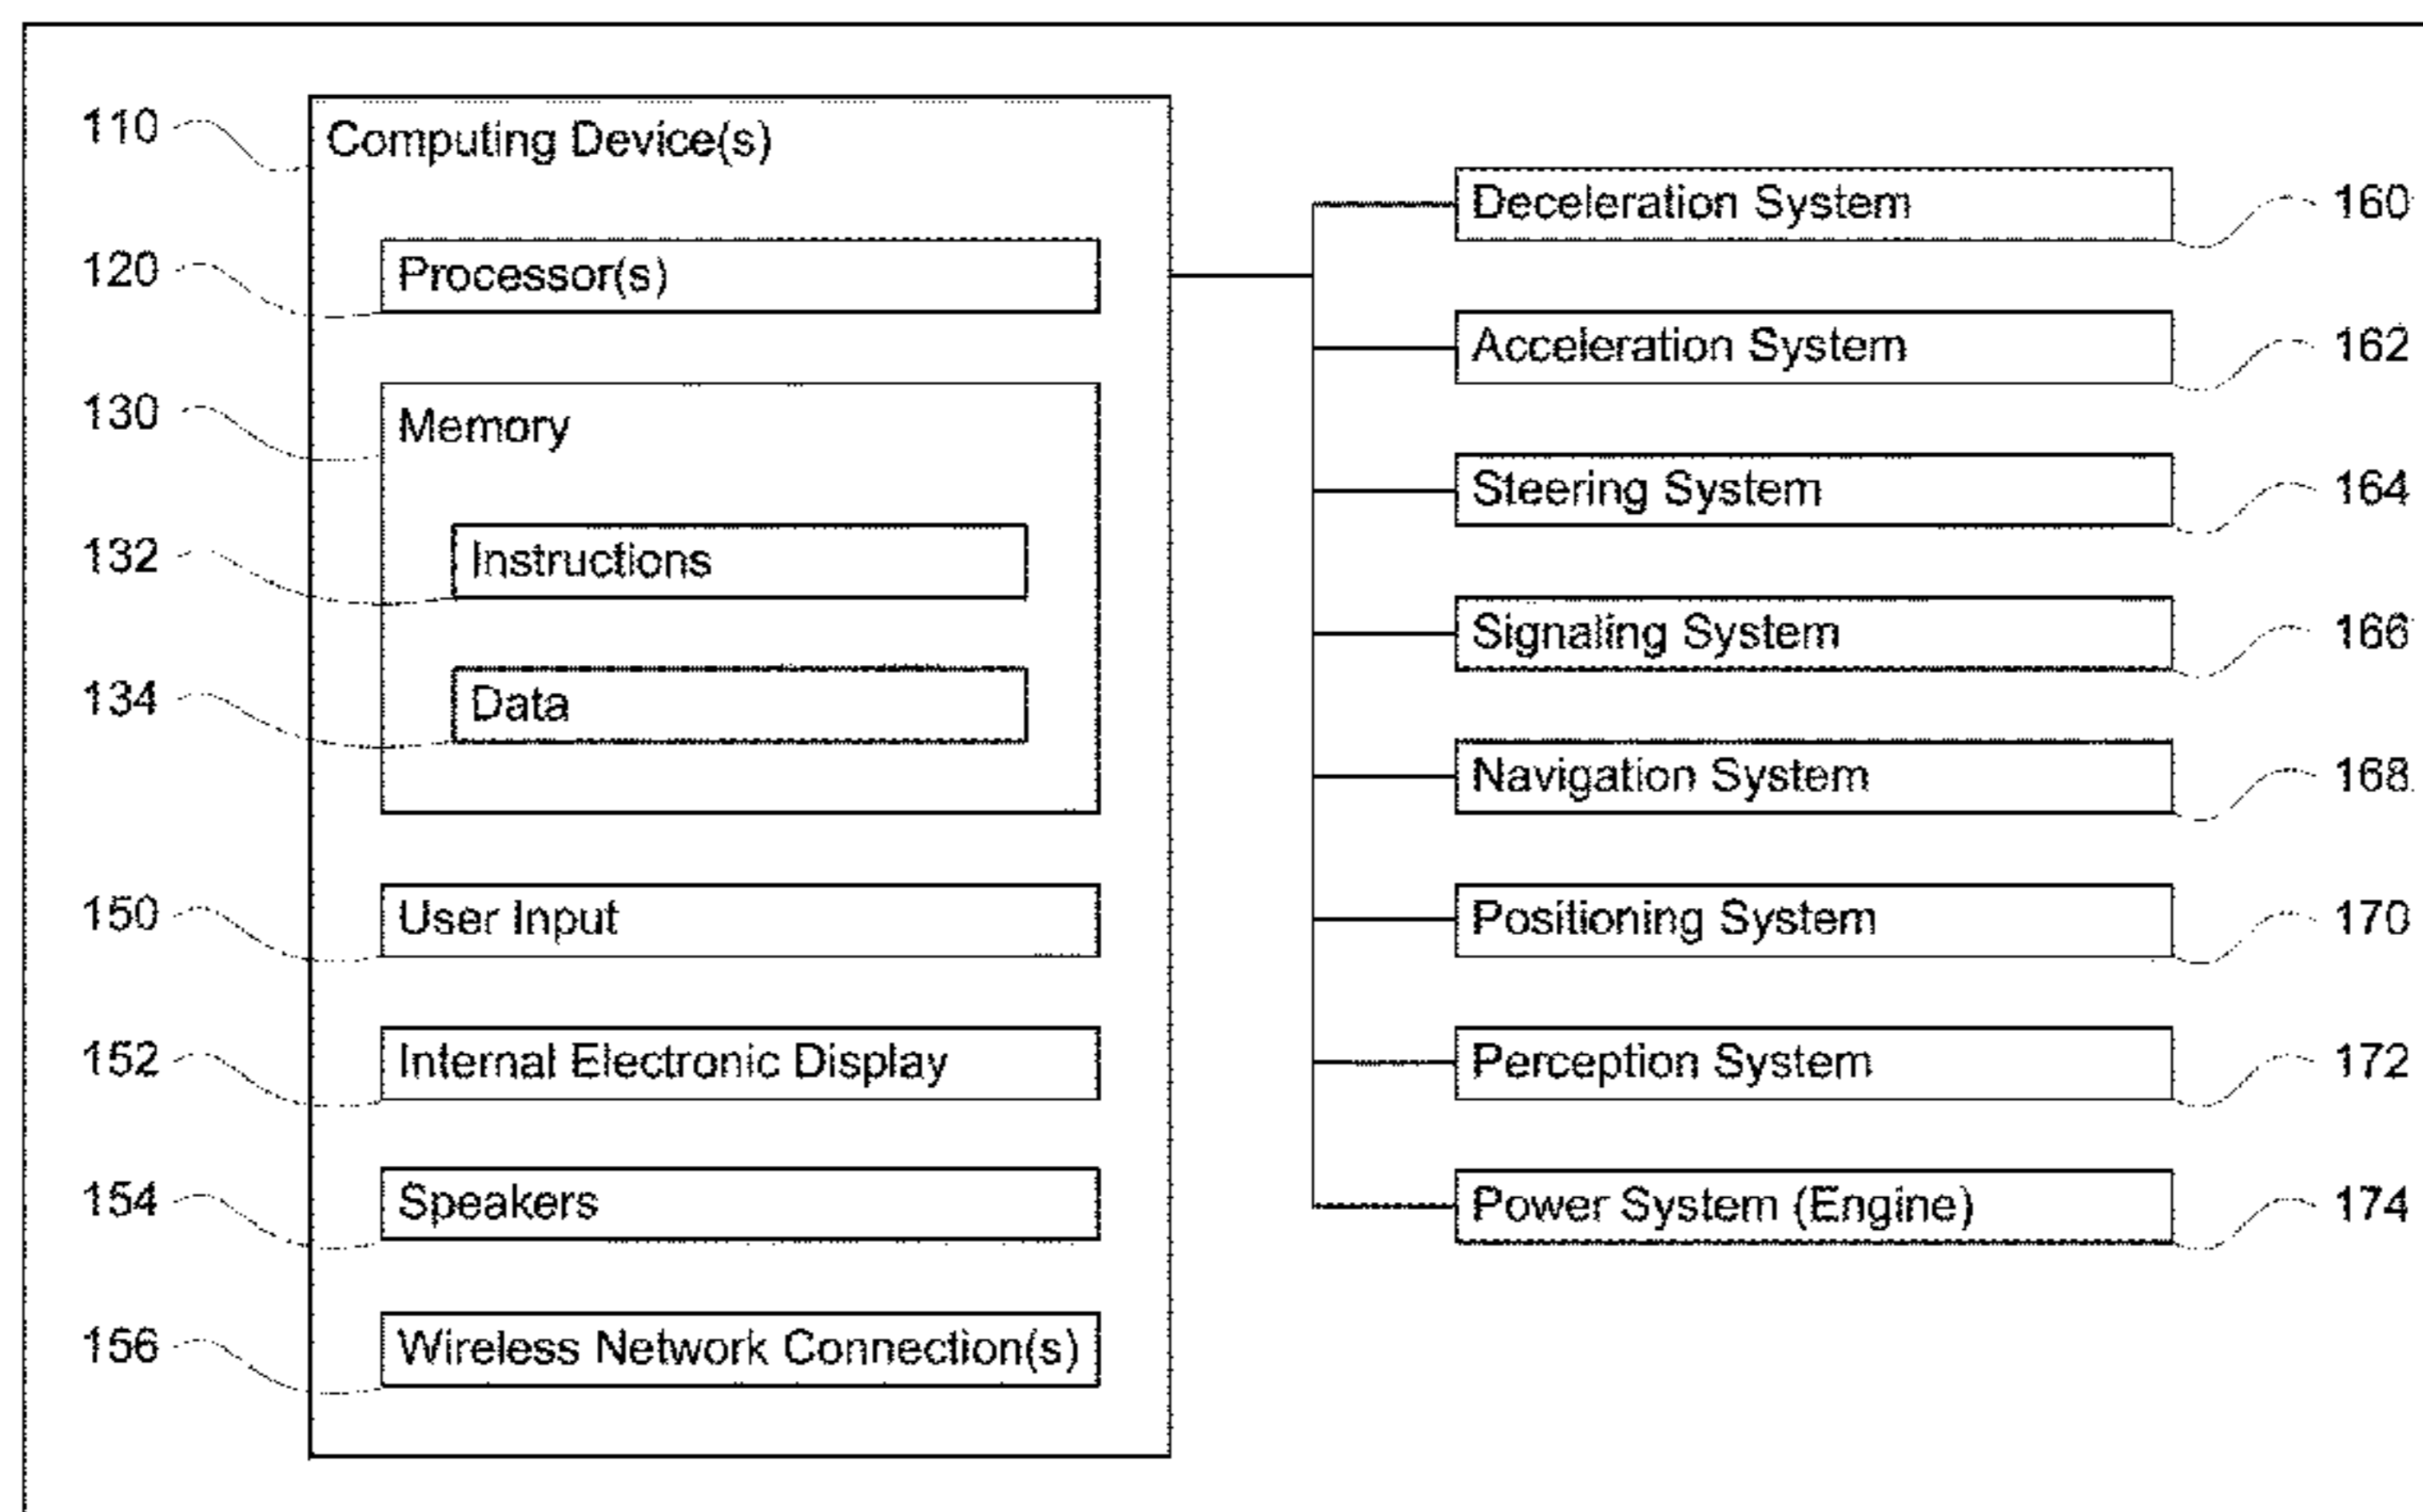 110 Computing Device(s)
120 Processor(s)
130 Memory
132 Instructions
134 Data
150 User Input
152 Internal Electronic Display
154 Speakers
156 Wireless Network Connection(s)
Deceleration System 160
Acceleration System 162
Steering System 164
Signaling System 166
Navigation System 168
Positioning System 170
Perception System 172
Power System (Engine) 174